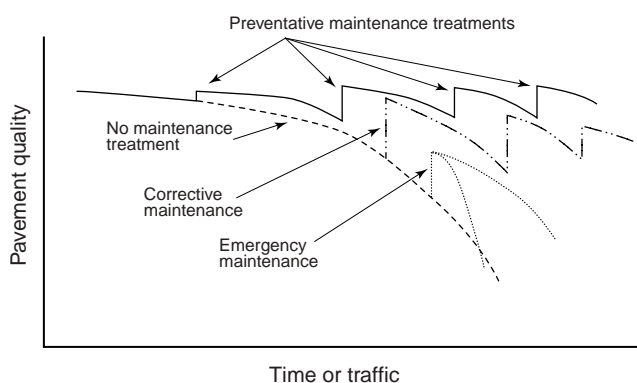 Preventative maintenance treatments
No maintenance
treatment
Corrective
maintenance
Emergency
maintenance
Pavement quality
Time or traffic